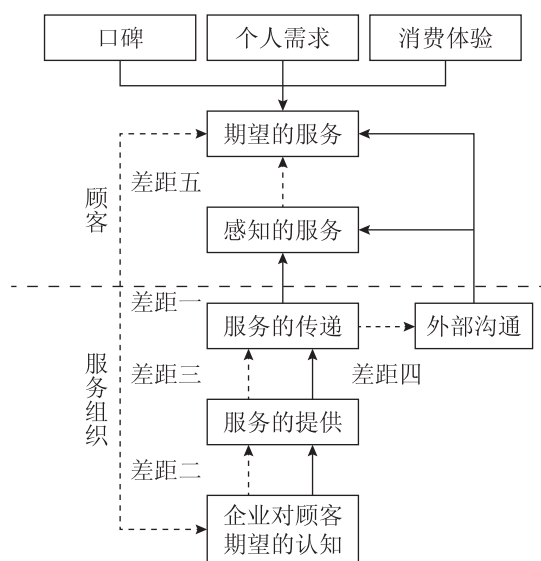 口碑
个人需求
消费体验
期望的服务
差距五
顾客
感知的服务
差距一
服务的传递
外部沟通
服务组织
差距三
差距四
服务的提供
差距二
企业对顾客
期望的认知